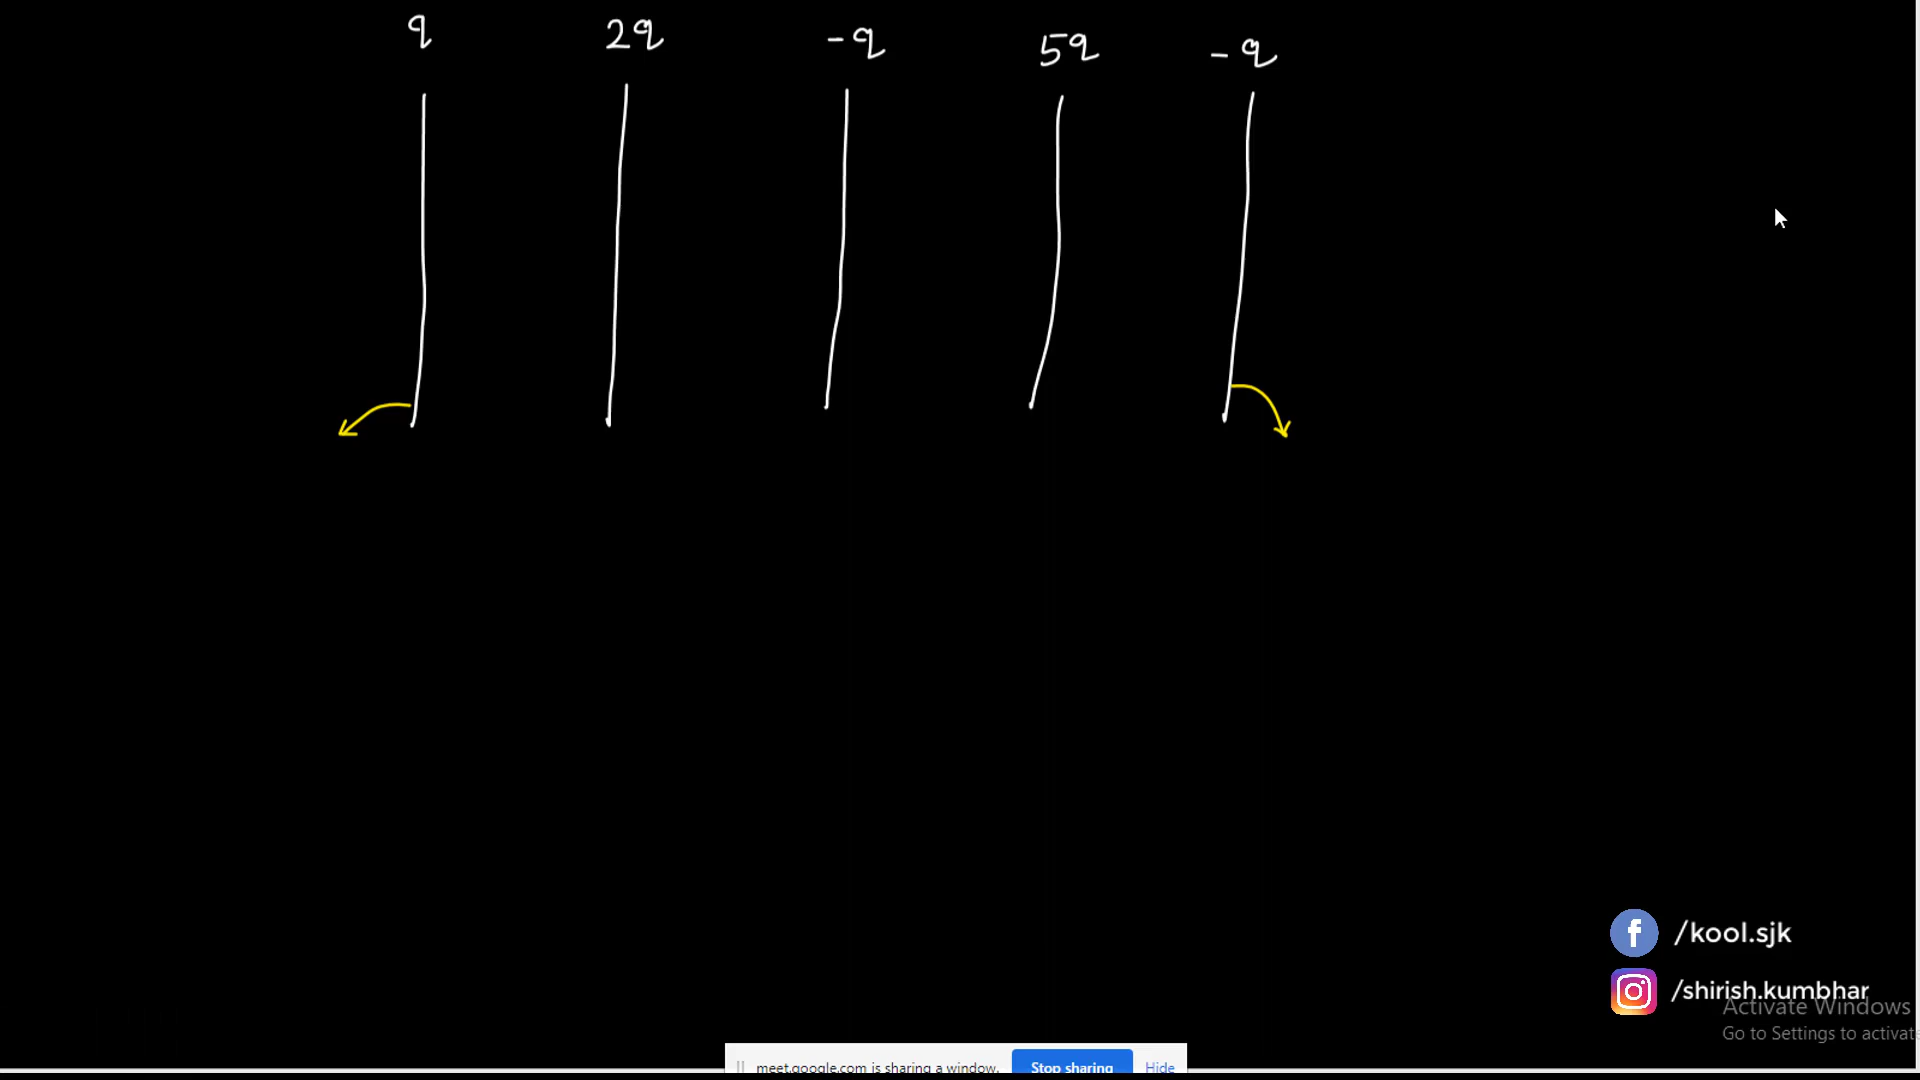 q 2q -q 5q -q
/kool.sjk
/shirish.kumbhar
Activate Windows
Go to Settings to activat
meet.google.com is sharing a window. Stop sharing Hide